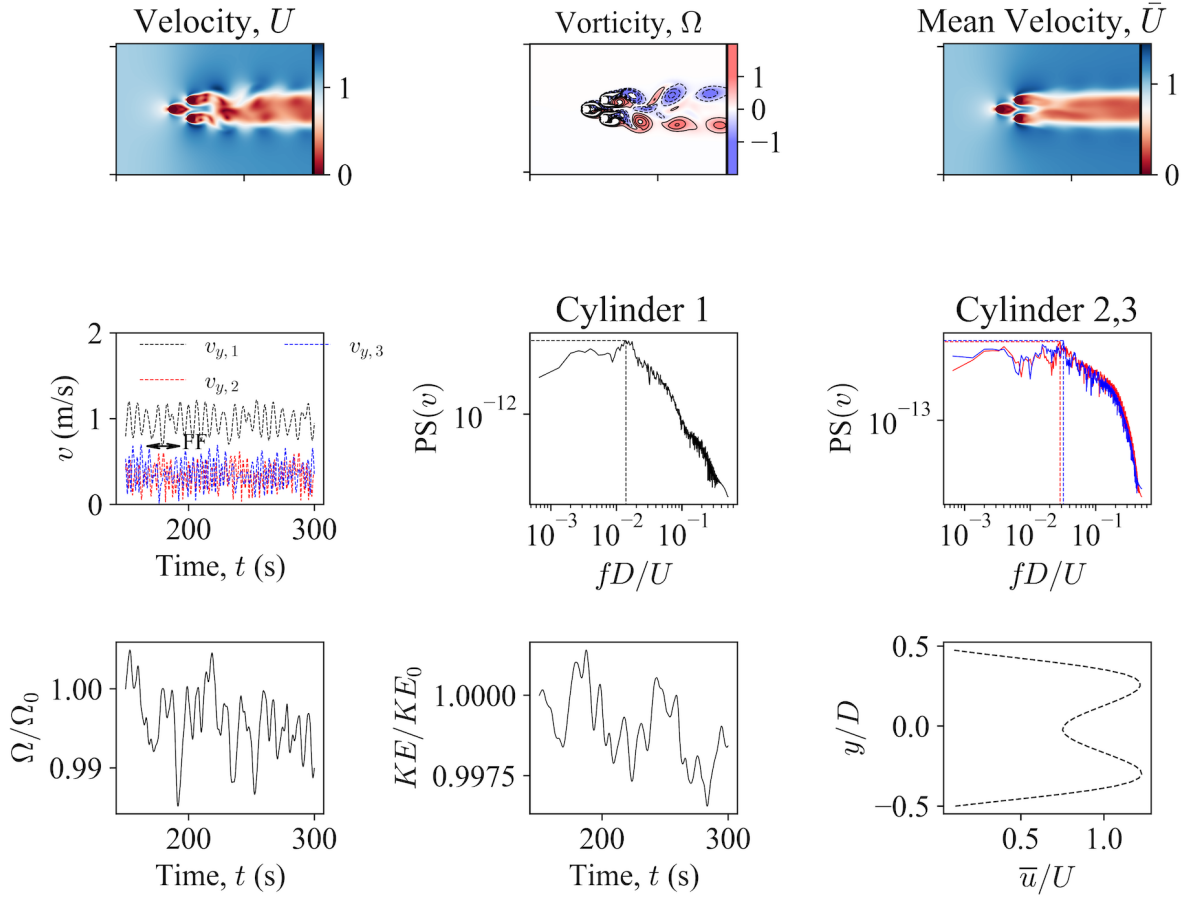 Velocity, U
Vorticity, Ω
Mean Velocity, Ū
1
0
1
0
−1
1
0
Cylinder 1
Cylinder 2,3
v (m/s)
2
1
0
v_{y,1}
v_{y,3}
v_{y,2}
FF
200
300
Time, t (s)
PS(v)
10^{−12}
10^{−3}
10^{−2}
10^{−1}
fD/U
PS(v)
10^{−13}
10^{−3}
10^{−2}
10^{−1}
fD/U
Ω/Ω_0
1.00
0.99
200
300
Time, t (s)
KE/KE_0
1.0000
0.9975
200
300
Time, t (s)
y/D
0.5
0.0
−0.5
0.5
1.0
u̅/U